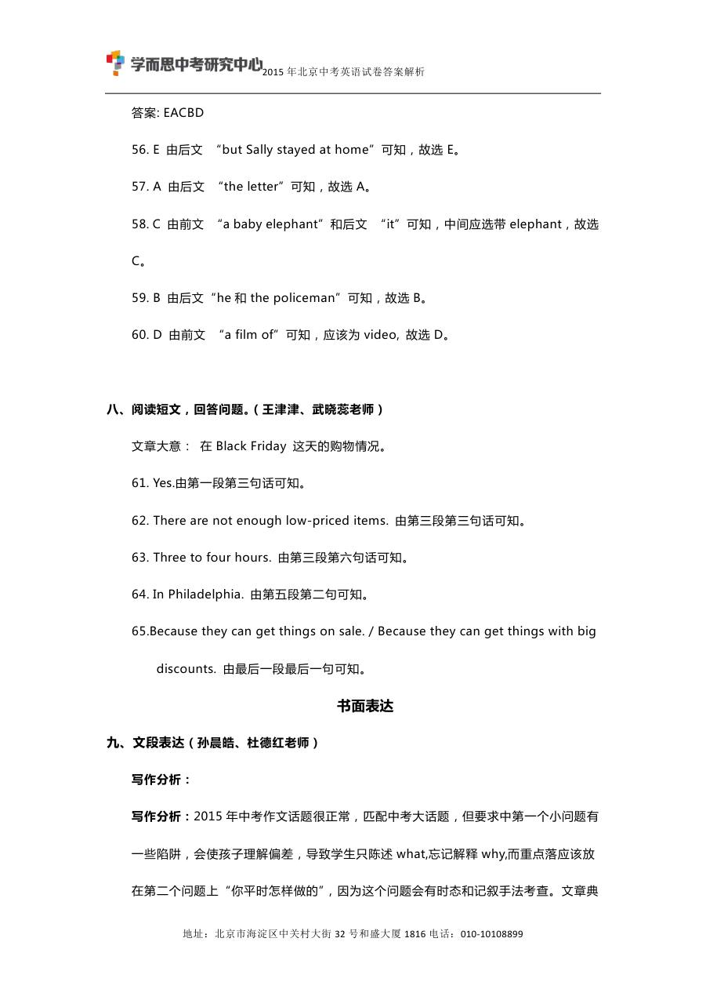 学而思中考研究中心2015 年北京中考英语试卷答案解析
答案: EACBD
56. E 由后文 “but Sally stayed at home”可知，故选 E。
57. A 由后文 “the letter”可知，故选 A。
58. C 由前文 “a baby elephant”和后文 “it”可知，中间应选带 elephant，故选
C。
59. B 由后文“he 和 the policeman”可知，故选 B。
60. D 由前文 “a film of”可知，应该为 video, 故选 D。
八、阅读短文，回答问题。（王津津、武晓蕊老师）
文章大意： 在 Black Friday 这天的购物情况。
61. Yes.由第一段第三句话可知。
62. There are not enough low-priced items. 由第三段第三句话可知。
63. Three to four hours. 由第三段第六句话可知。
64. In Philadelphia. 由第五段第二句可知。
65.Because they can get things on sale. / Because they can get things with big
discounts. 由最后一段最后一句可知。
书面表达
九、文段表达（孙晨皓、杜德红老师）
写作分析：
写作分析：2015 年中考作文话题很正常，匹配中考大话题，但要求中第一个小问题有
一些陷阱，会使孩子理解偏差，导致学生只陈述 what,忘记解释 why,而重点落应该放
在第二个问题上“你平时怎样做的”，因为这个问题会有时态和记叙手法考查。文章典
地址：北京市海淀区中关村大街 32 号和盛大厦 1816 电话：010-10108899